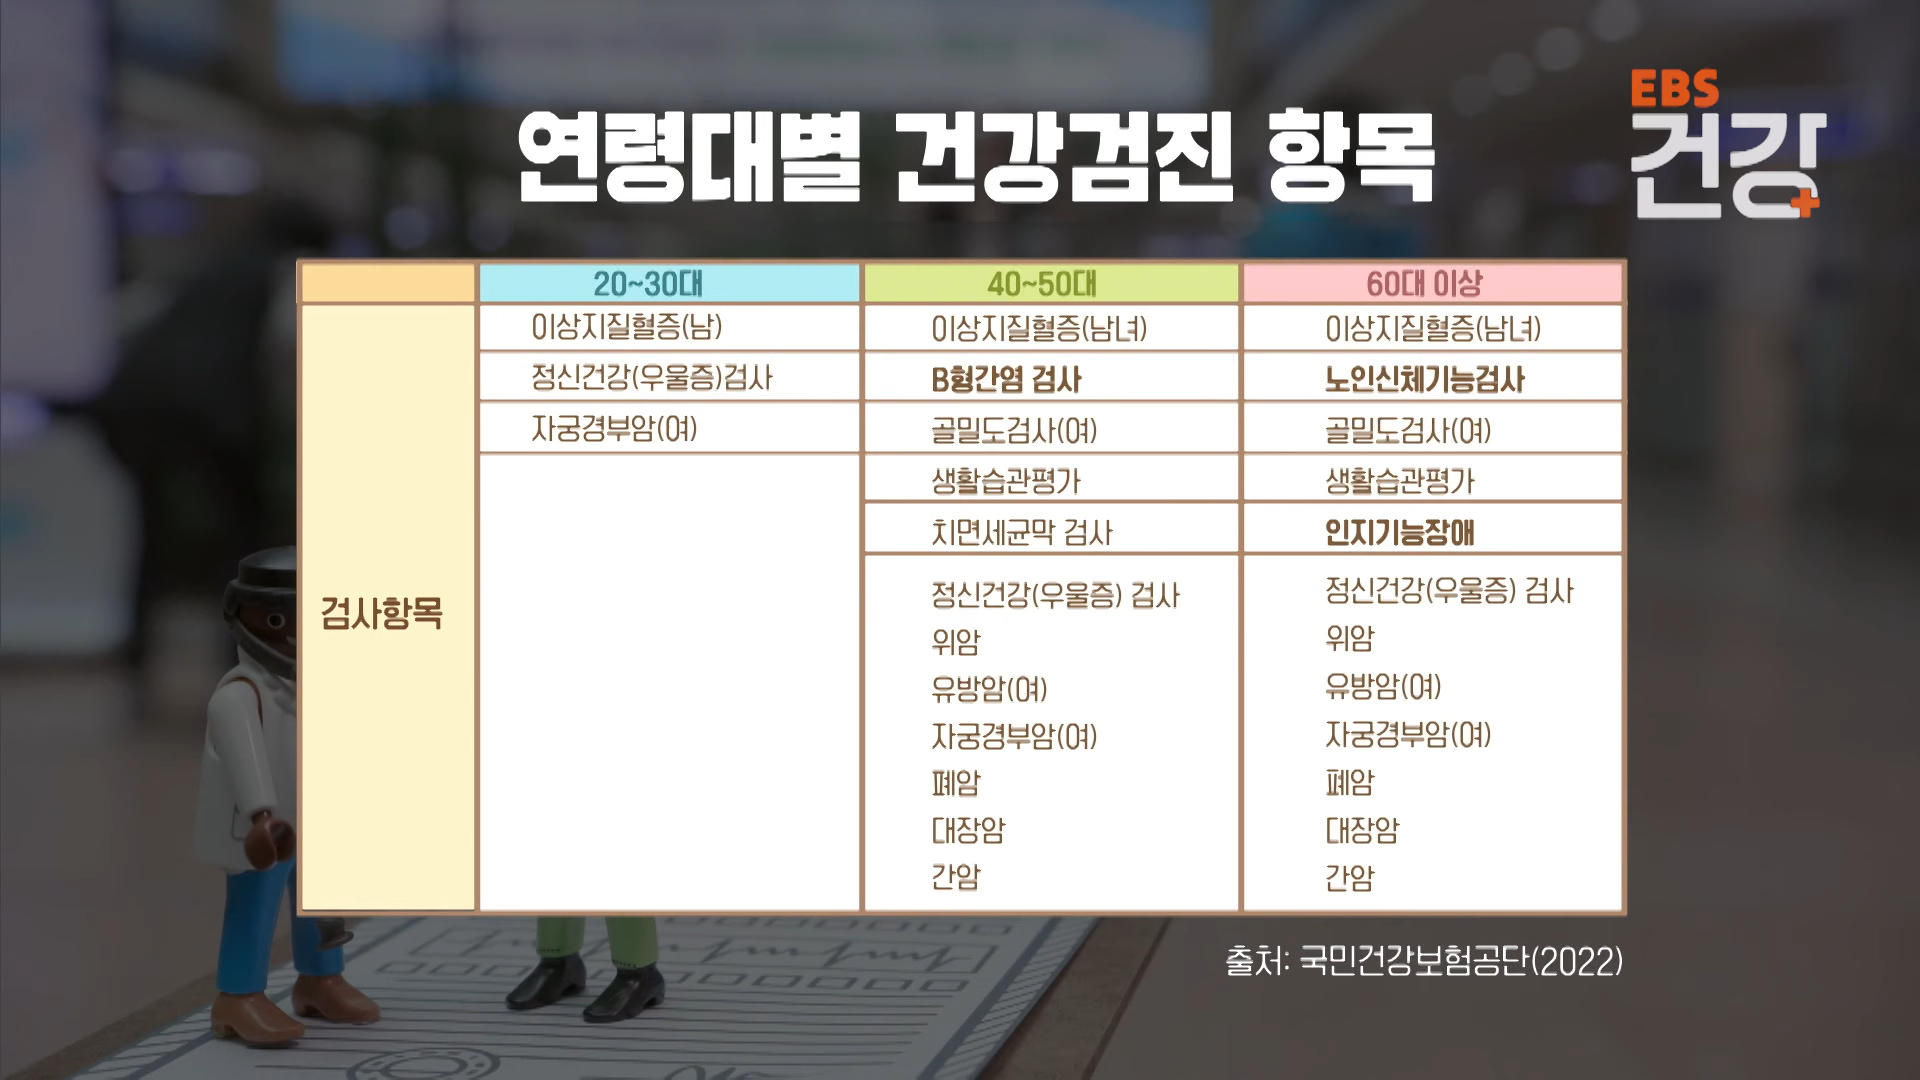 EBS
건강
연령대별 건강검진 항목
20~30대 40~50대 60대 이상
이상지질혈증(남) 이상지질혈증(남녀) 이상지질혈증(남녀)
정신건강(우울증)검사 B형간염 검사 노인신체기능검사
자궁경부암(여) 골밀도검사(여) 골밀도검사(여)
생활습관평가 생활습관평가
치면세균막 검사 인지기능장애
검사항목
정신건강(우울증) 검사 정신건강(우울증) 검사
위암 위암
유방암(여) 유방암(여)
자궁경부암(여) 자궁경부암(여)
폐암 폐암
대장암 대장암
간암 간암
출처: 국민건강보험공단(2022)